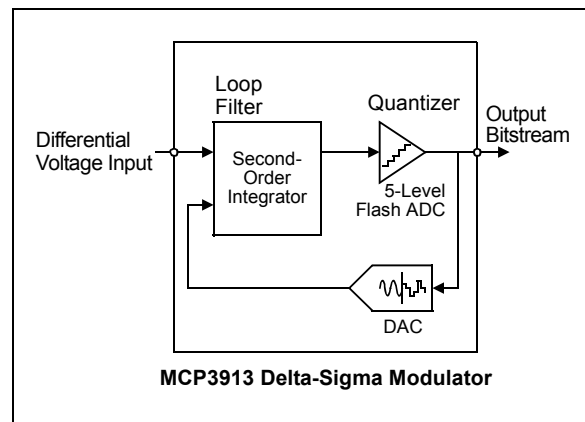 Loop
Filter
Quantizer
Output
Bitstream
Differential
Voltage Input
Second-
Order
Integrator
5-Level
Flash ADC
DAC
MCP3913 Delta-Sigma Modulator